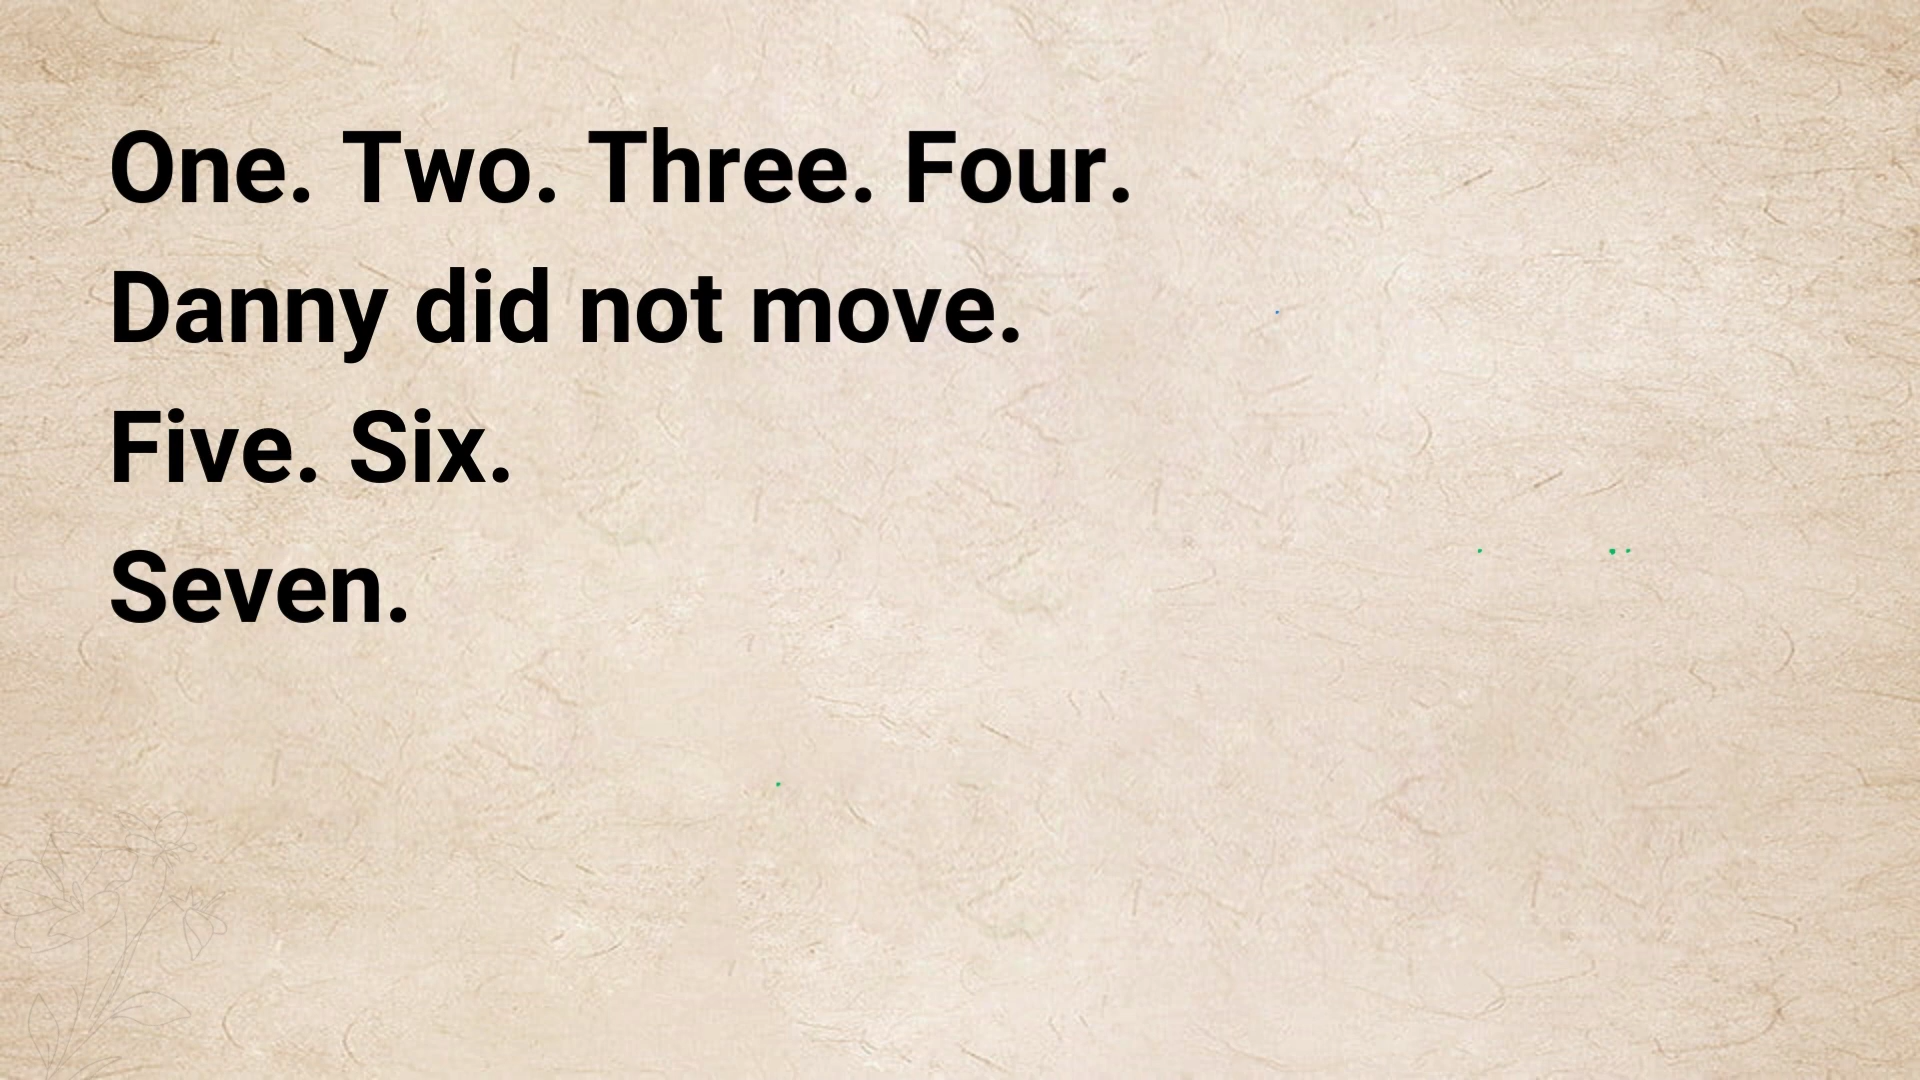 One. Two. Three. Four.
Danny did not move.
Five. Six.
Seven.